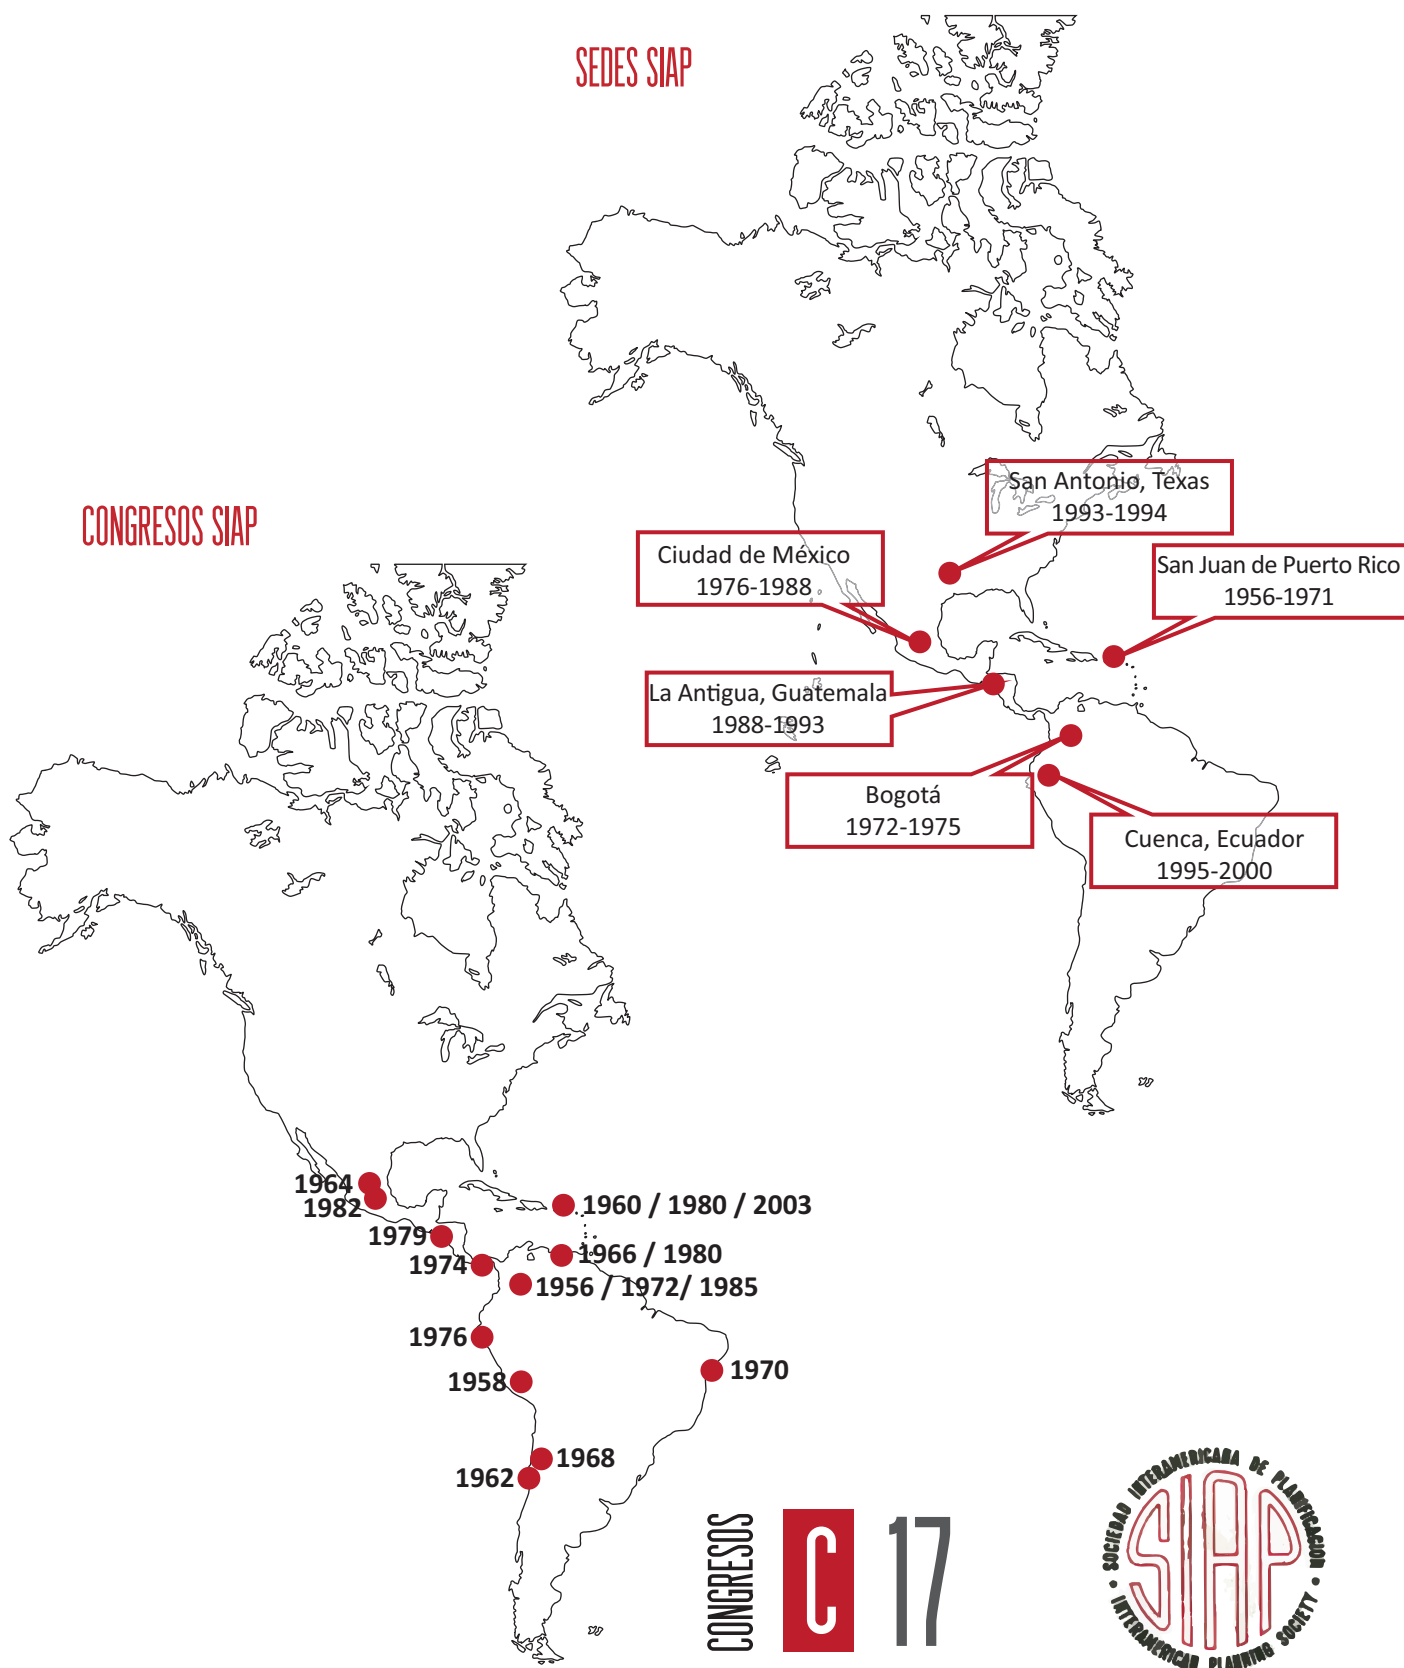 SEDES SIAP
San Antonio, Texas
1993-1994
Ciudad de México
1976-1988
San Juan de Puerto Rico
1956-1971
La Antigua, Guatemala
1988-1993
Bogotá
1972-1975
Cuenca, Ecuador
1995-2000
CONGRESOS SIAP
1964
1982
1960 / 1980 / 2003
1979
1966 / 1980
1974
1956 / 1972/ 1985
1976
1970
1958
1968
1962
CONGRESOS
C
17
SOCIEDAD INTERAMERICANA DE PLANIFICACION
SIAP
INTERAMERICAN PLANNING SOCIETY